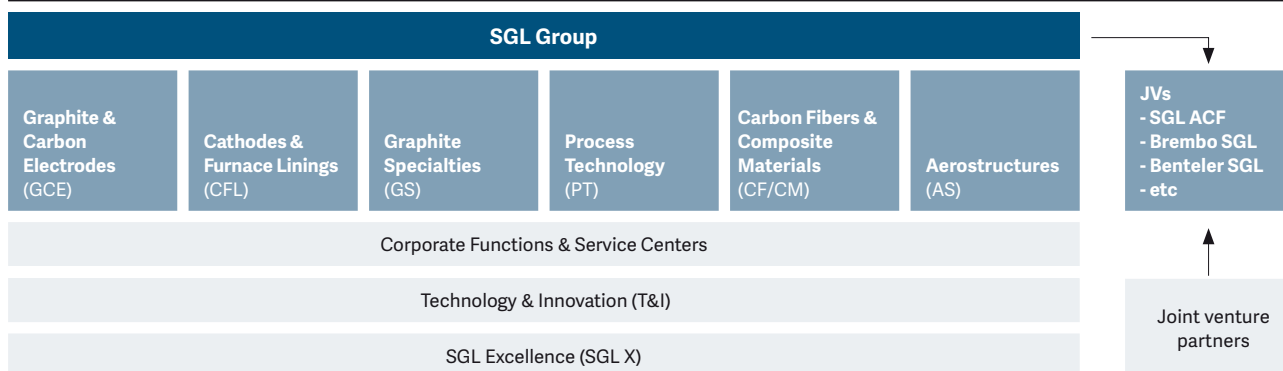 SGL Group
Graphite &
Carbon
Electrodes
(GCE)
Cathodes &
Furnace Linings
(CFL)
Graphite
Specialties
(GS)
Process
Technology
(PT)
Carbon Fibers &
Composite
Materials
(CF/CM)
Aerostructures
(AS)
JVs
- SGL ACF
- Brembo SGL
- Benteler SGL
- etc
Corporate Functions & Service Centers
Technology & Innovation (T&I)
SGL Excellence (SGL X)
Joint venture
partners